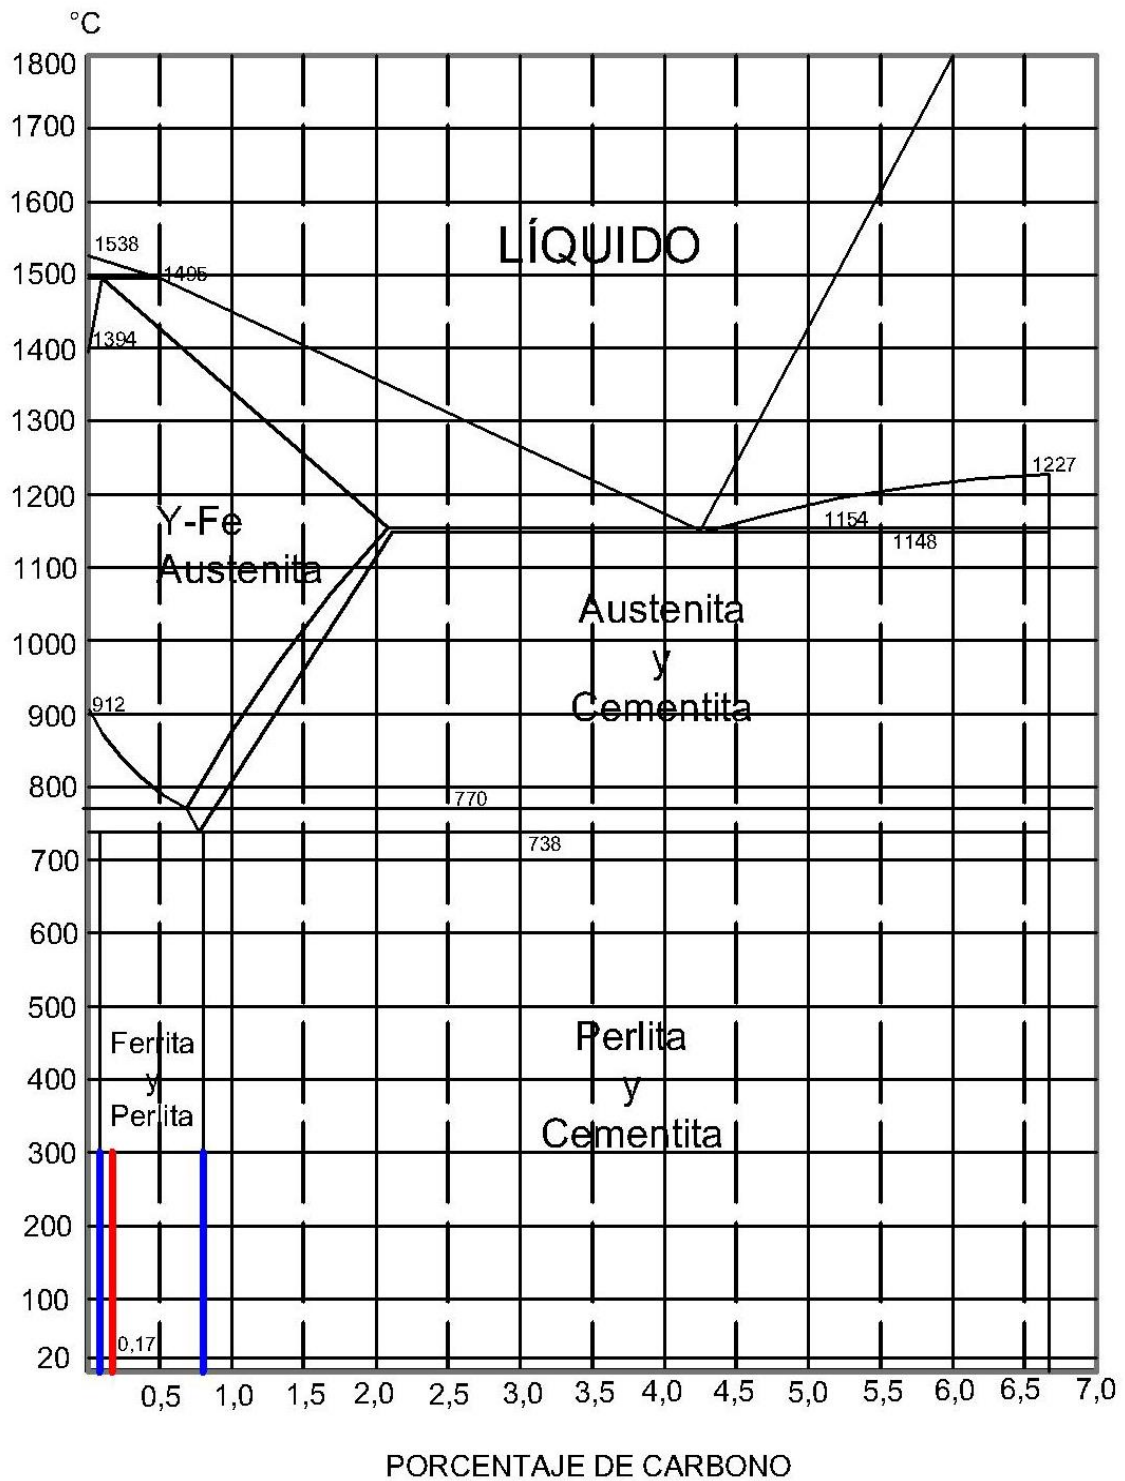 °C
1800
1700
1600
1538
LÍQUIDO
1500
1495
1400
1394
1300
1227
1200
Y-Fe
Austenita
1154
1148
1100
Austenita
y
Cementita
1000
912
900
800
770
738
700
600
500
Ferrita
y
Perlita
Perlita
y
Cementita
400
300
200
100
0,17
20
0,5 1,0 1,5 2,0 2,5 3,0 3,5 4,0 4,5 5,0 5,5 6,0 6,5 7,0
PORCENTAJE DE CARBONO